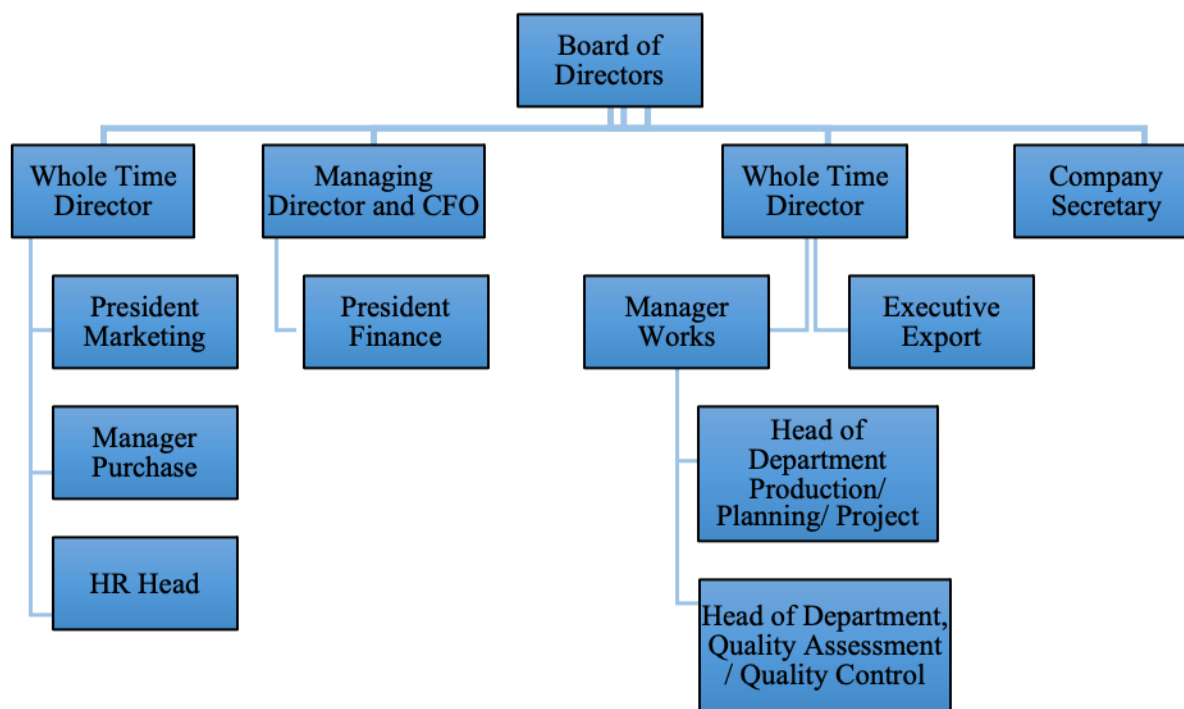 Board of
Directors
Whole Time
Director
Managing
Director and CFO
Whole Time
Director
Company
Secretary
President
Marketing
President
Finance
Manager
Works
Executive
Export
Manager
Purchase
Head of
Department
Production/
Planning/ Project
HR Head
Head of Department,
Quality Assessment
/ Quality Control